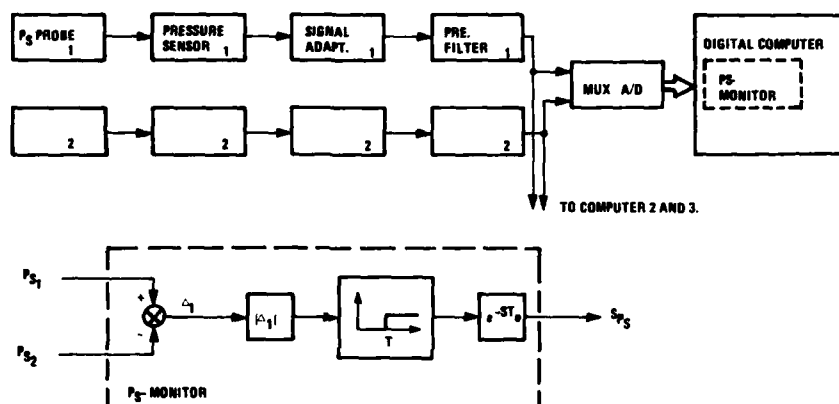 PS PROBE 1
PRESSURE SENSOR 1
SIGNAL ADAPT. 1
PRE. FILTER 1
MUX A/D
DIGITAL COMPUTER
PS- MONITOR
2
2
2
2
TO COMPUTER 2 AND 3.
PS1
+
Δ1
|Δ1|
T
e-STo
SPS
PS2
-
PS-MONITOR